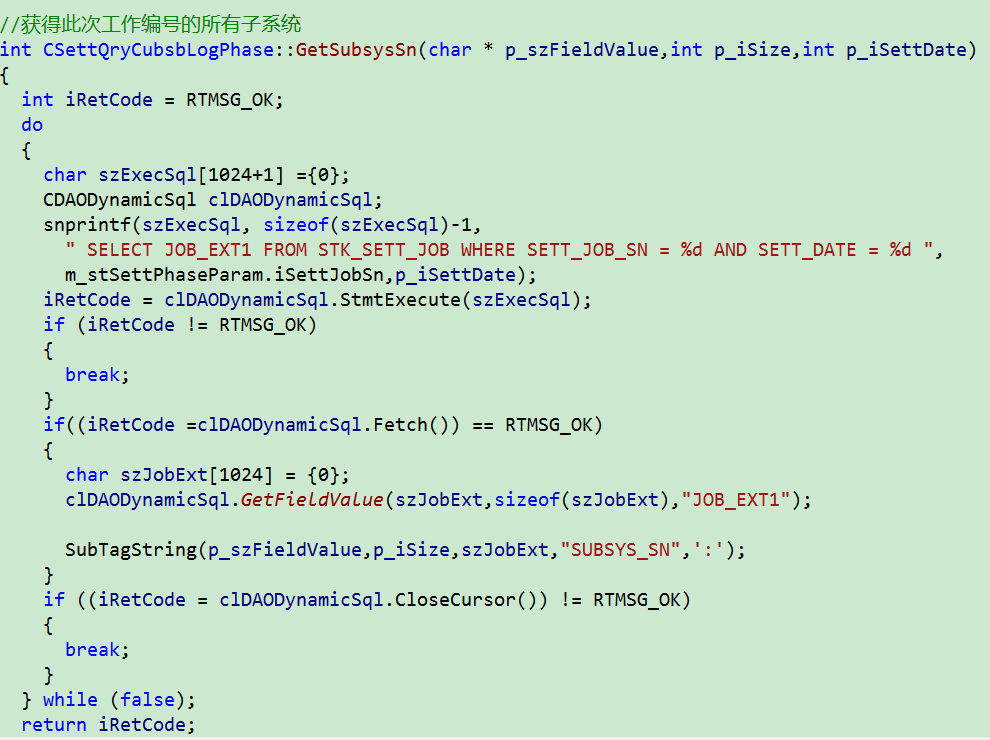 //获得此次工作编号的所有子系统
int CSettQryCubsbLogPhase::GetSubsysSn(char * p_szFieldValue,int p_iSize,int p_iSettDate)
{
  int iRetCode = RTMSG_OK;
  do
  {
    char szExecSql[1024+1] ={0};
    CDAODynamicSql clDAODynamicSql;
    snprintf(szExecSql, sizeof(szExecSql)-1,
      " SELECT JOB_EXT1 FROM STK_SETT_JOB WHERE SETT_JOB_SN = %d AND SETT_DATE = %d ",
      m_stSettPhaseParam.iSettJobSn,p_iSettDate);
    iRetCode = clDAODynamicSql.StmtExecute(szExecSql);
    if (iRetCode != RTMSG_OK)
    {
      break;
    }
    if((iRetCode =clDAODynamicSql.Fetch()) == RTMSG_OK)
    {
      char szJobExt[1024] = {0};
      clDAODynamicSql.GetFieldValue(szJobExt,sizeof(szJobExt),"JOB_EXT1");
      SubTagString(p_szFieldValue,p_iSize,szJobExt,"SUBSYS_SN",':');
    }
    if ((iRetCode = clDAODynamicSql.CloseCursor()) != RTMSG_OK)
    {
      break;
    }
  } while (false);
  return iRetCode;